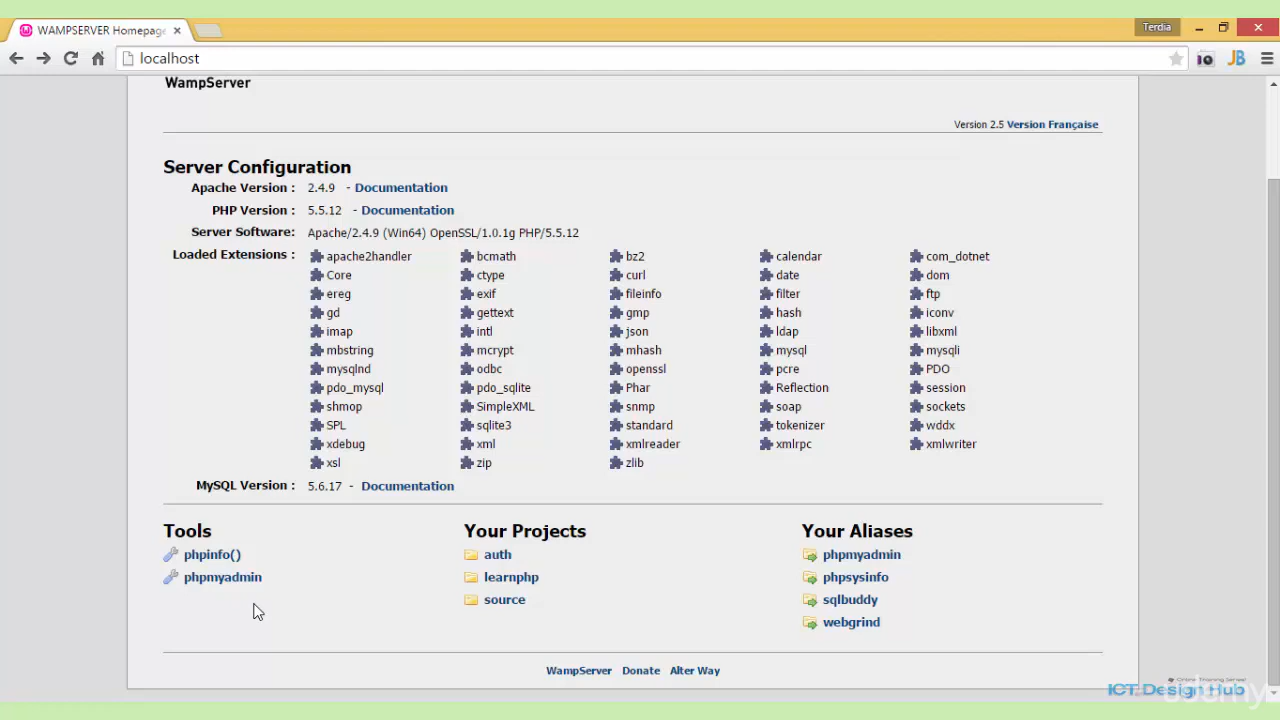 WAMPSERVER Homepage
Terdia
localhost
WampServer
Version 2.5 Version Française
Server Configuration
Apache Version : 2.4.9 - Documentation
PHP Version : 5.5.12 - Documentation
Server Software: Apache/2.4.9 (Win64) OpenSSL/1.0.1g PHP/5.5.12
Loaded Extensions : apache2handler bcmath bz2 calendar com_dotnet
Core ctype curl date dom
ereg exif fileinfo filter ftp
gd gettext gmp hash iconv
imap intl json ldap libxml
mbstring mcrypt mhash mysql mysqli
mysqlnd odbc openssl pcre PDO
pdo_mysql pdo_sqlite Phar Reflection session
shmop SimpleXML snmp soap sockets
SPL sqlite3 standard tokenizer wddx
xdebug xml xmlreader xmlrpc xmlwriter
xsl zip zlib
MySQL Version : 5.6.17 - Documentation
Tools Your Projects Your Aliases
phpinfo() auth phpmyadmin
phpmyadmin learnphp phpsysinfo
source sqlbuddy
webgrind
WampServer Donate Alter Way
ICT Design Hub
udemy